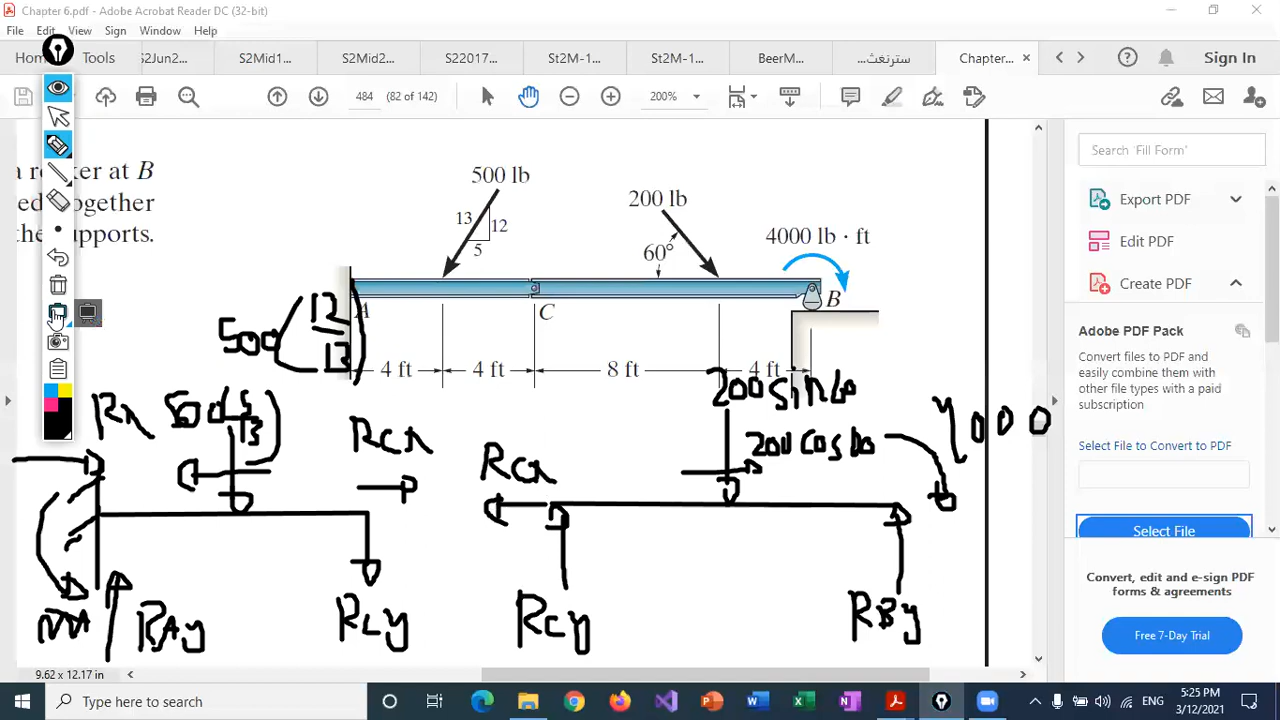 Chapter 6.pdf - Adobe Acrobat Reader DC (32-bit)
File Edit View Sign Window Help
Hom Tools S2Jun2... S2Mid1... S2Mid2... S22017... St2M-1... St2M-1... BeerM... سترنغث... Chapter... Sign In
484 (82 of 142) 200%
a ro ker at B
ed together
the supports.
500 lb
13 12
5
200 lb
60°
4000 lb · ft
A C B
4 ft 4 ft 8 ft 4 ft
500 (12/13)
200 sin 60
Rx 500 (5/13)
RCx
RCx
200 cos 60
4000
MA RAy RCy RCy RBy
Search 'Fill Form'
Export PDF
Edit PDF
Create PDF
Adobe PDF Pack
Convert files to PDF and
easily combine them with
other file types with a paid
subscription
Select File to Convert to PDF
Select File
Convert, edit and e-sign PDF
forms & agreements
Free 7-Day Trial
9.62 x 12.17 in
Type here to search
ENG
5:25 PM
3/12/2021